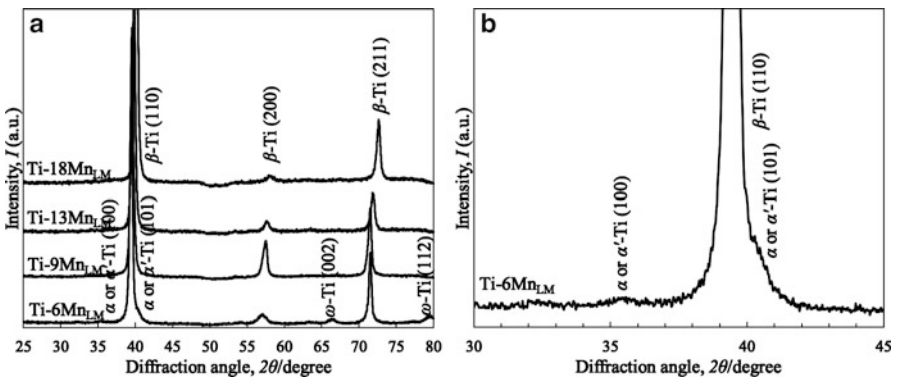 a
Intensity, I (a.u.)
Ti-18Mn_LM
Ti-13Mn_LM
Ti-9Mn_LM
Ti-6Mn_LM
α or α′-Ti (100)
α or α′-Ti (101)
β-Ti (110)
β-Ti (200)
ω-Ti (002)
β-Ti (211)
ω-Ti (112)
25 30 35 40 45 50 55 60 65 70 75 80
Diffraction angle, 2θ/degree
b
Intensity, I (a.u.)
Ti-6Mn_LM
α or α′-Ti (100)
β-Ti (110)
α or α′-Ti (101)
30 35 40 45
Diffraction angle, 2θ/degree